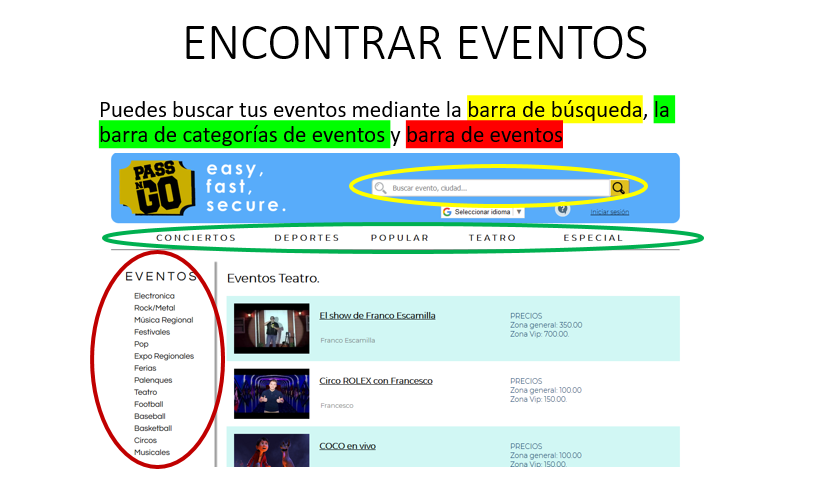 ENCONTRAR EVENTOS
Puedes buscar tus eventos mediante la barra de búsqueda, la
barra de categorías de eventos y barra de eventos
PASS
N GO
easy,
fast,
secure.
Buscar evento, ciudad...
G Seleccionar idioma ▼
?
Iniciar sesión
CONCIERTOS DEPORTES POPULAR TEATRO ESPECIAL
EVENTOS
Electronica
Rock/Metal
Música Regional
Festivales
Pop
Expo Regionales
Ferias
Palenques
Teatro
Football
Baseball
Basketball
Circos
Musicales
Eventos Teatro.
El show de Franco Escamilla
Franco Escamilla
PRECIOS
Zona general: 350.00
Zona Vip: 700.00.
Circo ROLEX con Francesco
Francesco
PRECIOS
Zona general: 100.00
Zona Vip: 150.00.
COCO en vivo
PRECIOS
Zona general: 100.00
Zona Vip: 150.00.